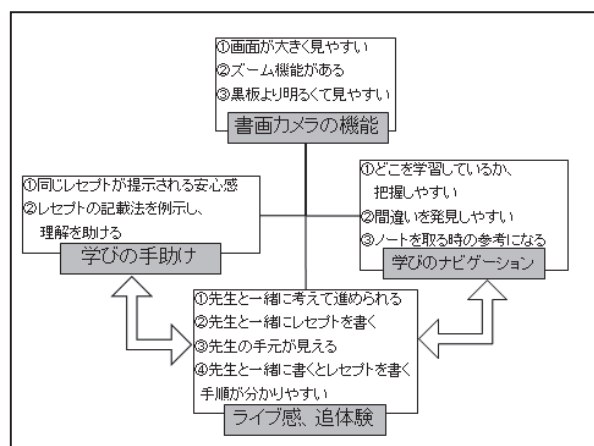 ①画面が大きく見やすい
②ズーム機能がある
③黒板より明るくて見やすい
書画カメラの機能
①同じレセプトが提示される安心感
②レセプトの記載法を例示し、
理解を助ける
学びの手助け
①どこを学習しているか、
把握しやすい
②間違いを発見しやすい
③ノートを取る時の参考になる
学びのナビゲーション
①先生と一緒に考えて進められる
②先生と一緒にレセプトを書く
③先生の手元が見える
④先生と一緒に書くとレセプトを書く
手順が分かりやすい
ライブ感、追体験